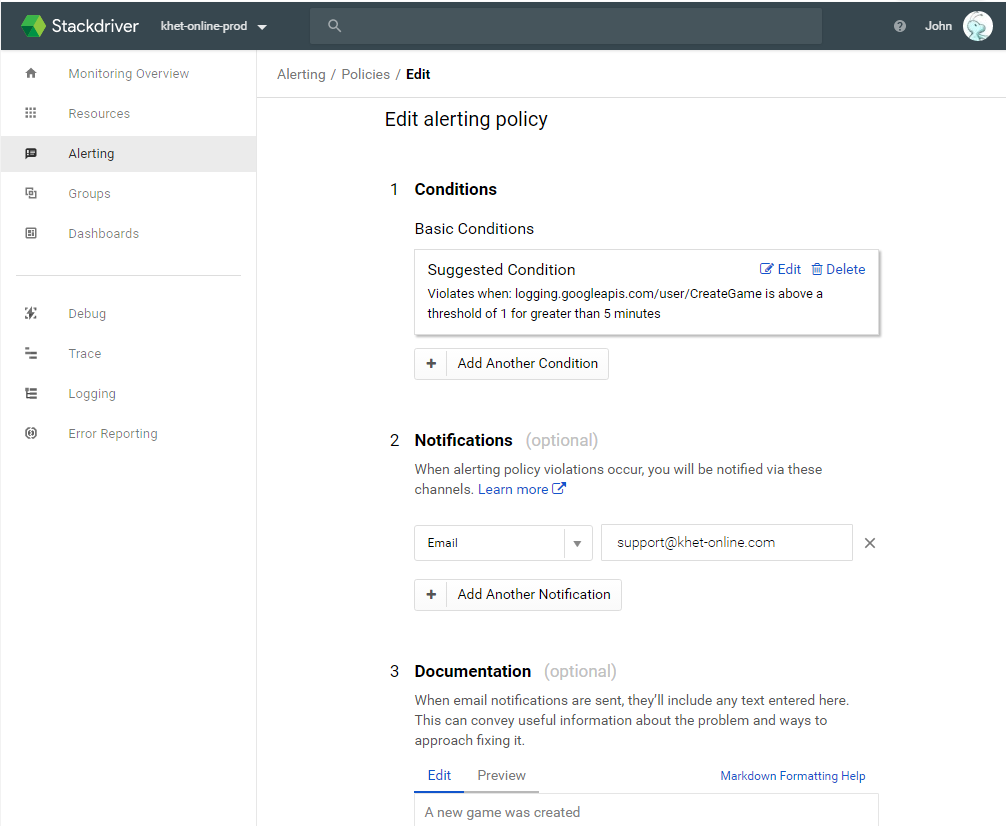 Stackdriver khet-online-prod John
Monitoring Overview
Resources
Alerting
Groups
Dashboards
Debug
Trace
Logging
Error Reporting
Alerting / Policies / Edit
Edit alerting policy
1 Conditions
Basic Conditions
Suggested Condition Edit Delete
Violates when: logging.googleapis.com/user/CreateGame is above a
threshold of 1 for greater than 5 minutes
+ Add Another Condition
2 Notifications (optional)
When alerting policy violations occur, you will be notified via these
channels. Learn more
Email support@khet-online.com
+ Add Another Notification
3 Documentation (optional)
When email notifications are sent, they'll include any text entered here.
This can convey useful information about the problem and ways to
approach fixing it.
Edit Preview Markdown Formatting Help
A new game was created